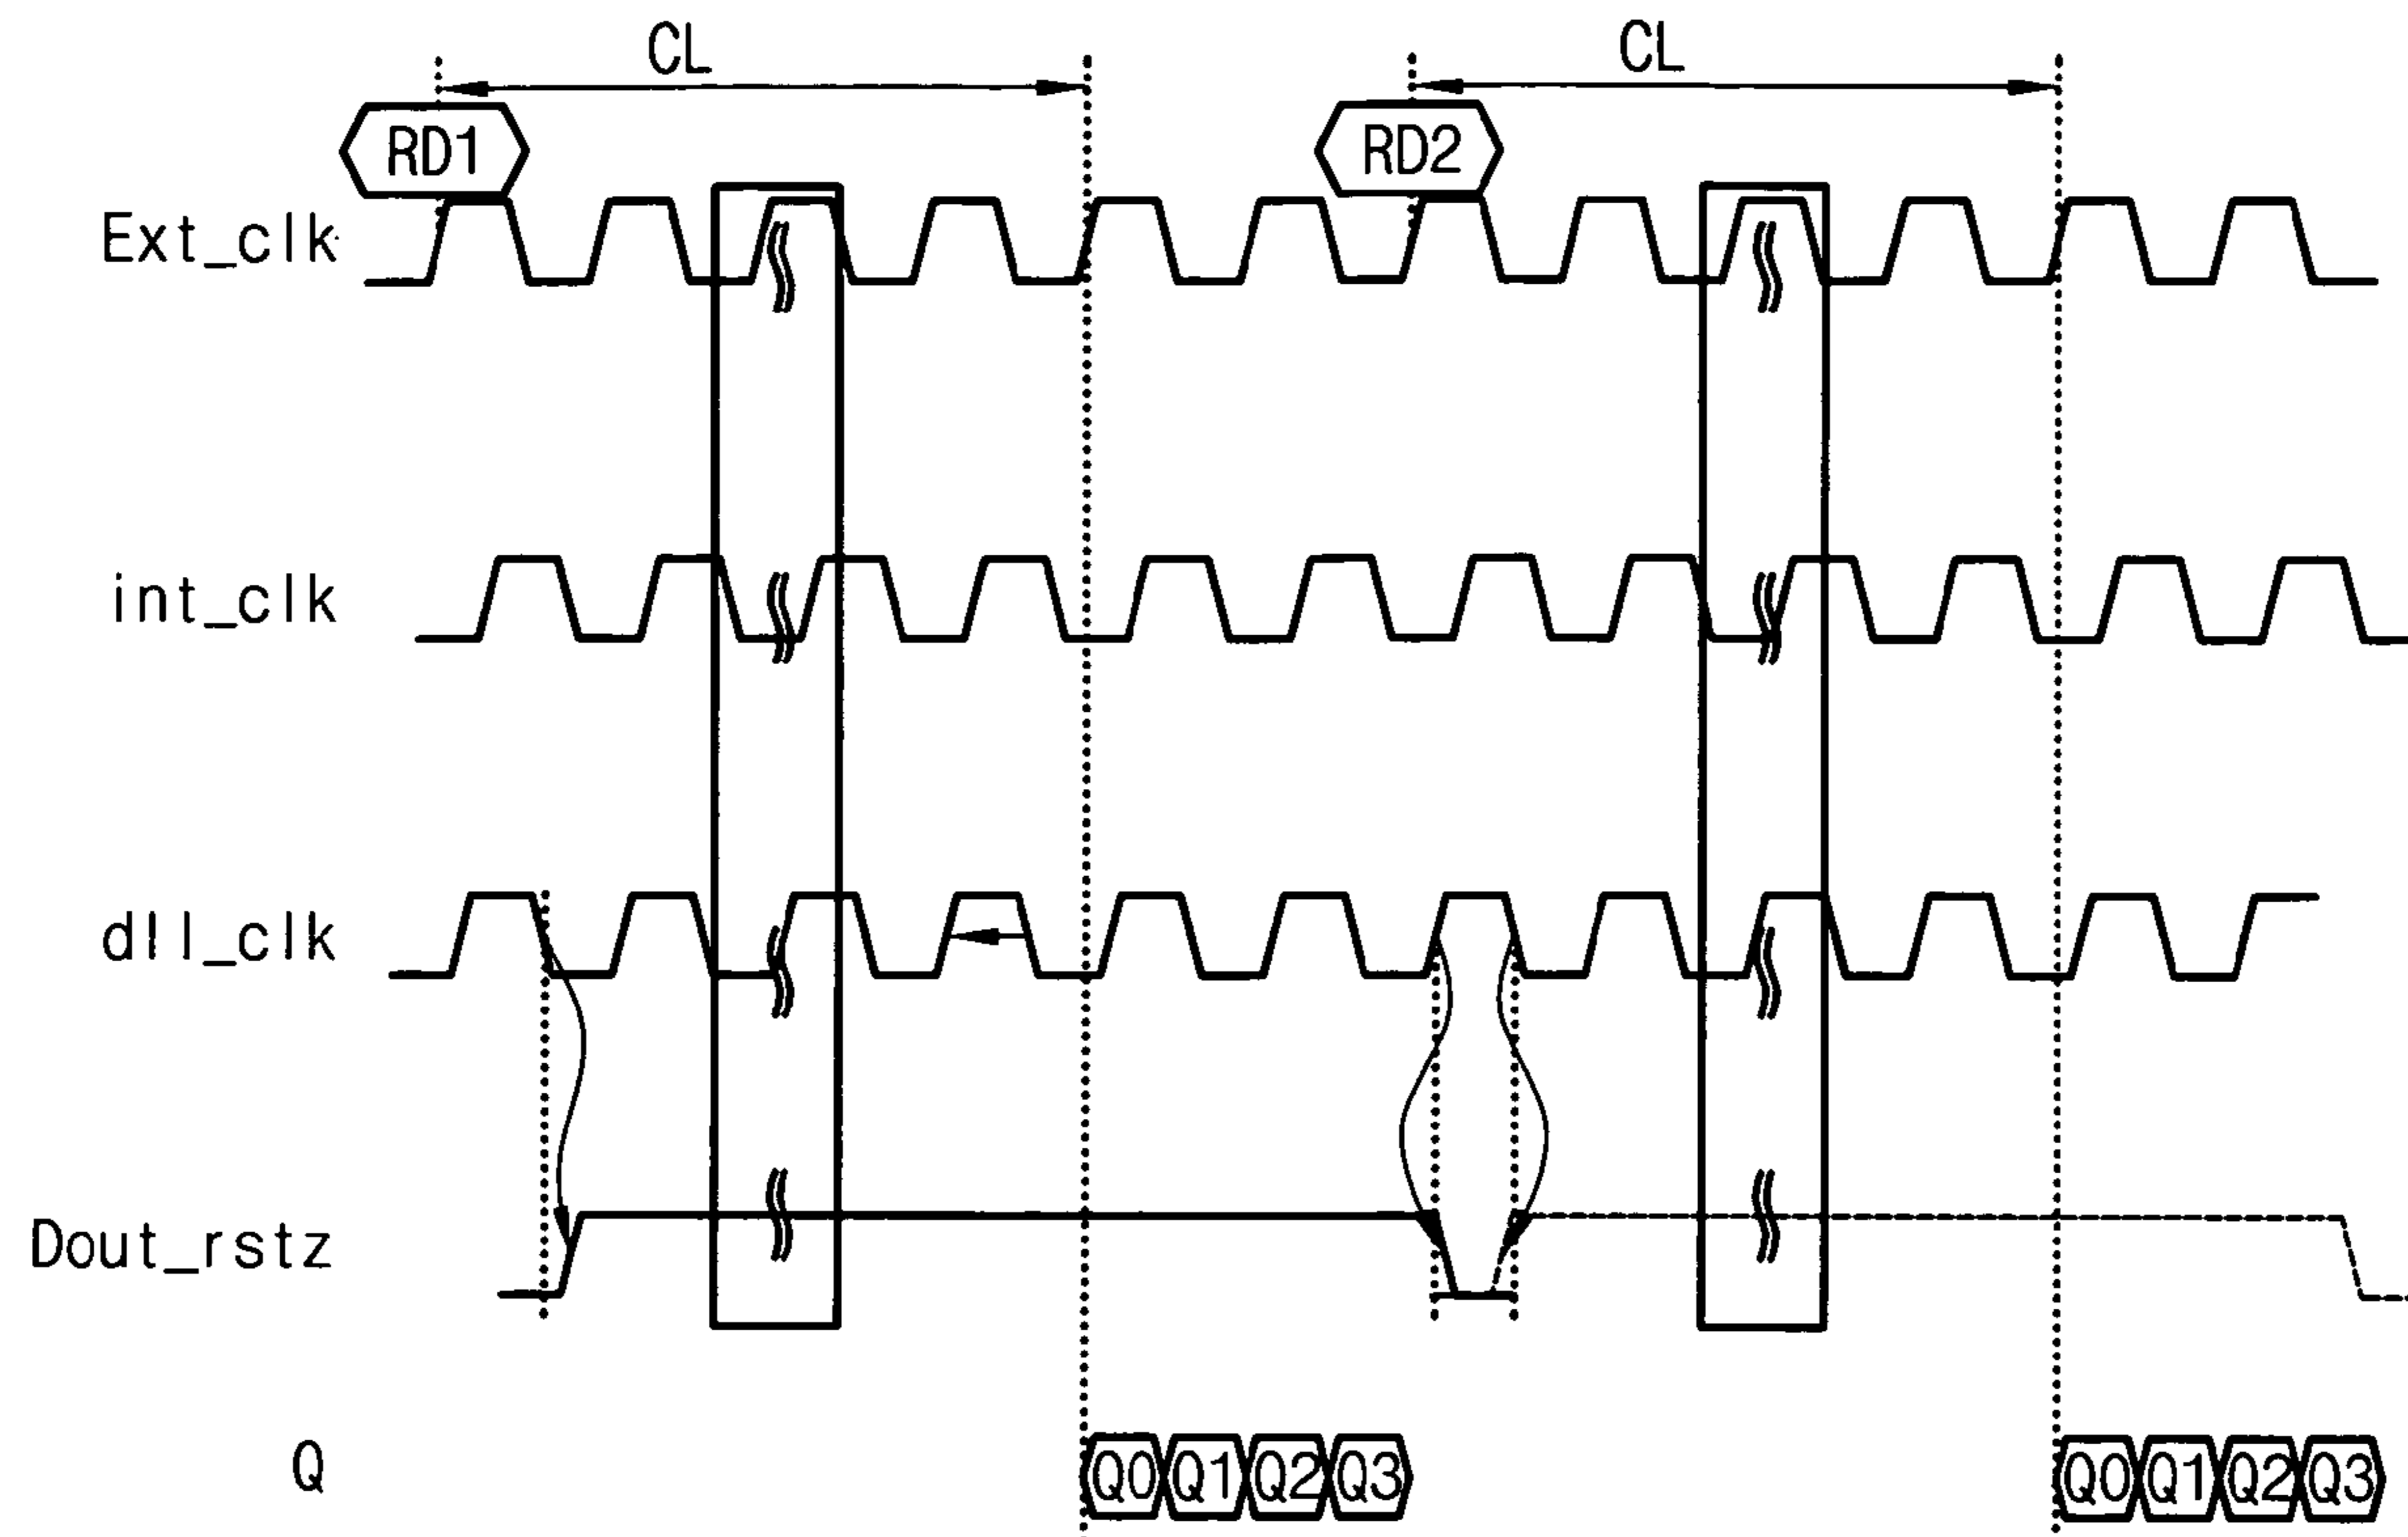 CL CL
RD1 RD2
Ext_clk
int_clk
dll_clk
Dout_rstz
Q Q0 Q1 Q2 Q3 Q0 Q1 Q2 Q3